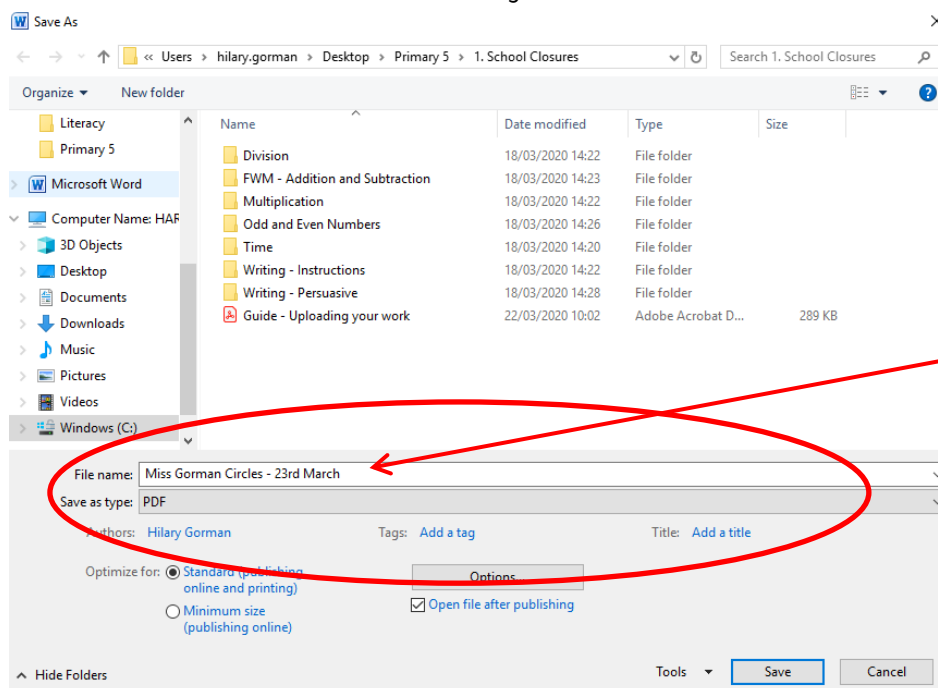 Save As
« Users › hilary.gorman › Desktop › Primary 5 › 1. School Closures
Search 1. School Closures
Organize
New folder
Literacy
Primary 5
Microsoft Word
Computer Name: HAR
3D Objects
Desktop
Documents
Downloads
Music
Pictures
Videos
Windows (C:)
Name Date modified Type Size
Division 18/03/2020 14:22 File folder
FWM - Addition and Subtraction 18/03/2020 14:23 File folder
Multiplication 18/03/2020 14:22 File folder
Odd and Even Numbers 18/03/2020 14:26 File folder
Time 18/03/2020 14:20 File folder
Writing - Instructions 18/03/2020 14:22 File folder
Writing - Persuasive 18/03/2020 14:28 File folder
Guide - Uploading your work 22/03/2020 10:02 Adobe Acrobat D... 289 KB
File name: Miss Gorman Circles - 23rd March
Save as type: PDF
Authors: Hilary Gorman Tags: Add a tag Title: Add a title
Optimize for: Standard (publishing
online and printing)
Minimum size
(publishing online)
Options...
Open file after publishing
Hide Folders
Tools Save Cancel